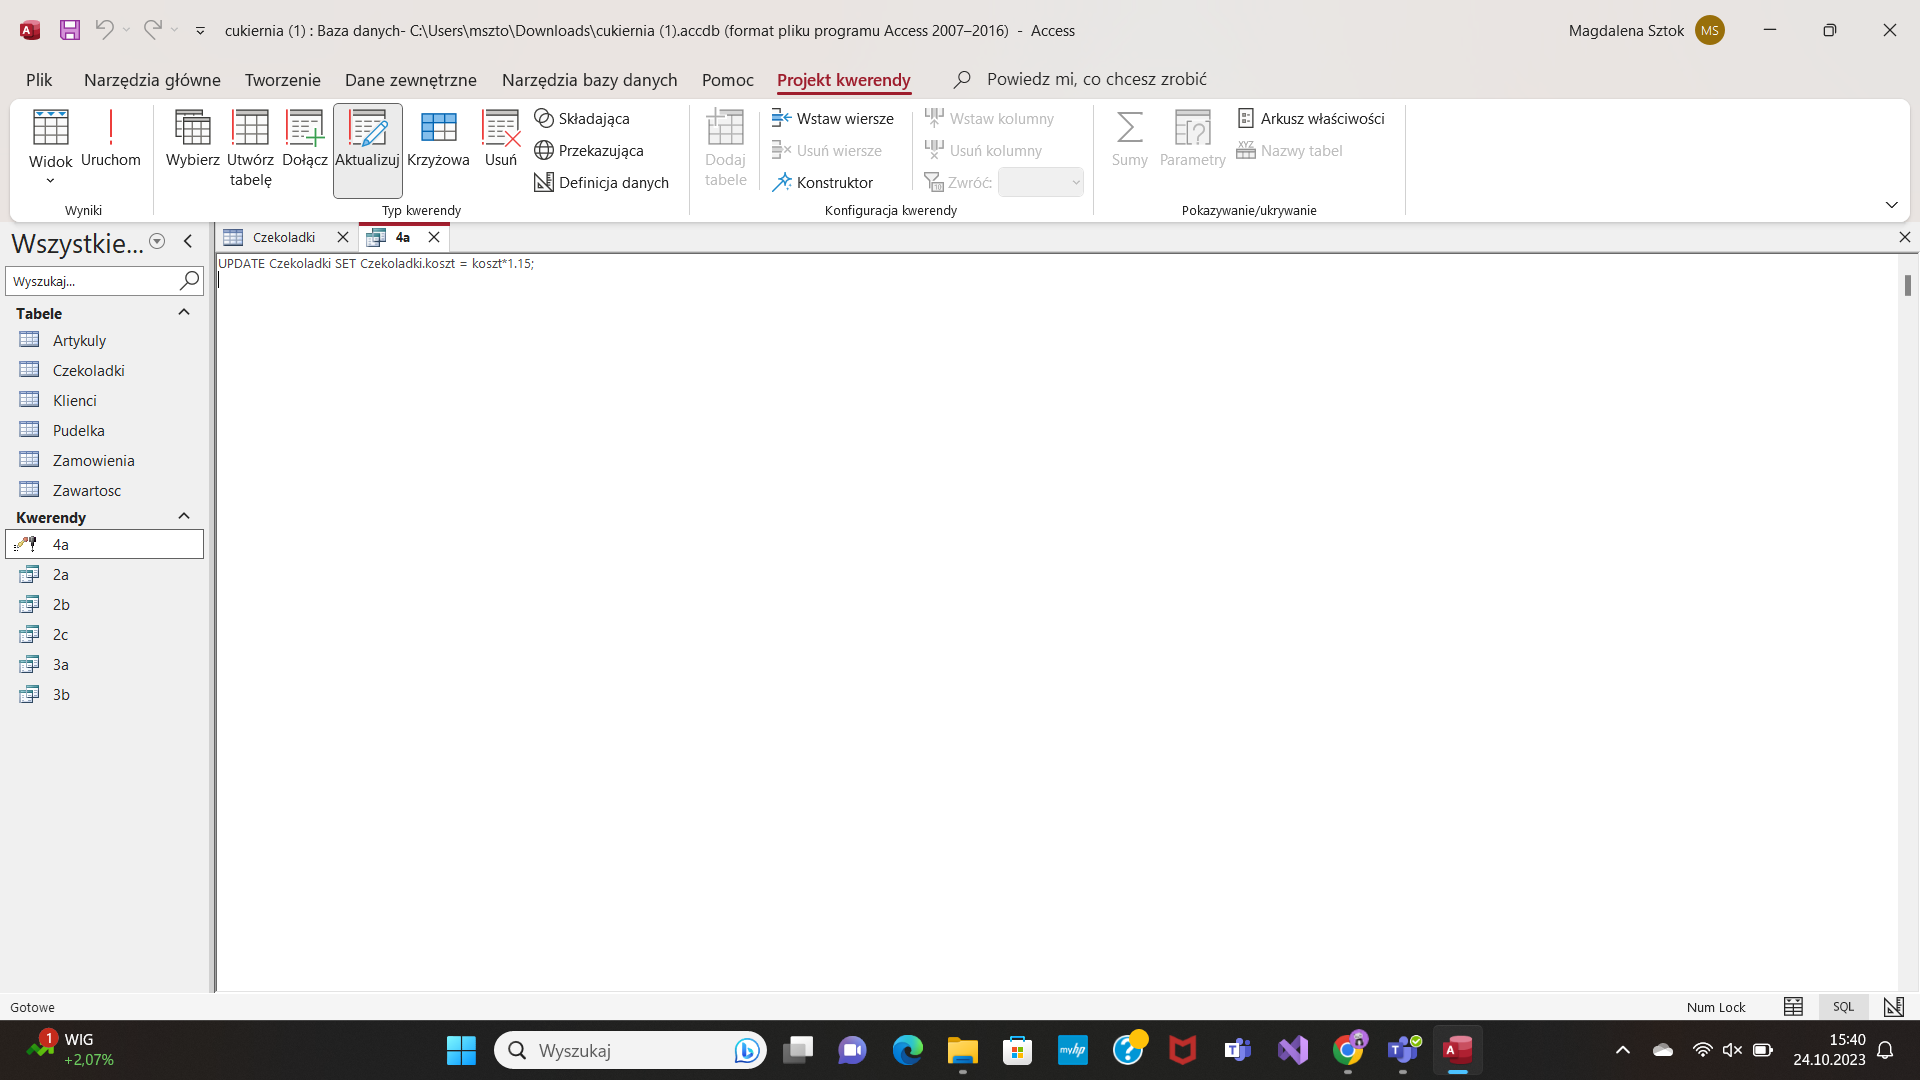 cukiernia (1) : Baza danych- C:\Users\mszto\Downloads\cukiernia (1).accdb (format pliku programu Access 2007–2016) - Access
Magdalena Sztok
MS
Plik
Narzędzia główne
Tworzenie
Dane zewnętrzne
Narzędzia bazy danych
Pomoc
Projekt kwerendy
Powiedz mi, co chcesz zrobić
Widok
Uruchom
Wyniki
Wybierz
Utwórz
tabelę
Dołącz
Aktualizuj
Krzyżowa
Usuń
Składająca
Przekazująca
Definicja danych
Typ kwerendy
Dodaj
tabele
Wstaw wiersze
Usuń wiersze
Konstruktor
Wstaw kolumny
Usuń kolumny
Zwróć:
Konfiguracja kwerendy
Sumy
Parametry
Arkusz właściwości
Nazwy tabel
Pokazywanie/ukrywanie
Wszystkie...
Wyszukaj...
Tabele
Artykuly
Czekoladki
Klienci
Pudelka
Zamowienia
Zawartosc
Kwerendy
4a
2a
2b
2c
3a
3b
Czekoladki
4a
UPDATE Czekoladki SET Czekoladki.koszt = koszt*1.15;
Gotowe
Num Lock
SQL
1
WIG
+2,07%
Wyszukaj
myhp
15:40
24.10.2023